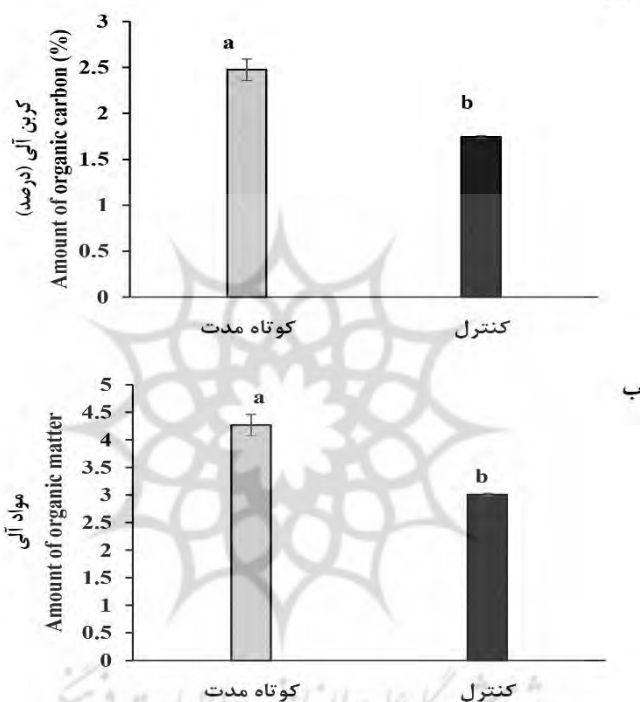 3
2.5
2
1.5
1
0.5
0
کربن آلی (درصد)
Amount of organic carbon (%)
a
b
کوتاه مدت
کنترل
ب
5
4.5
4
3.5
3
2.5
2
1.5
1
0.5
0
مواد آلی
Amount of organic matter
a
b
کوتاه مدت
کنترل